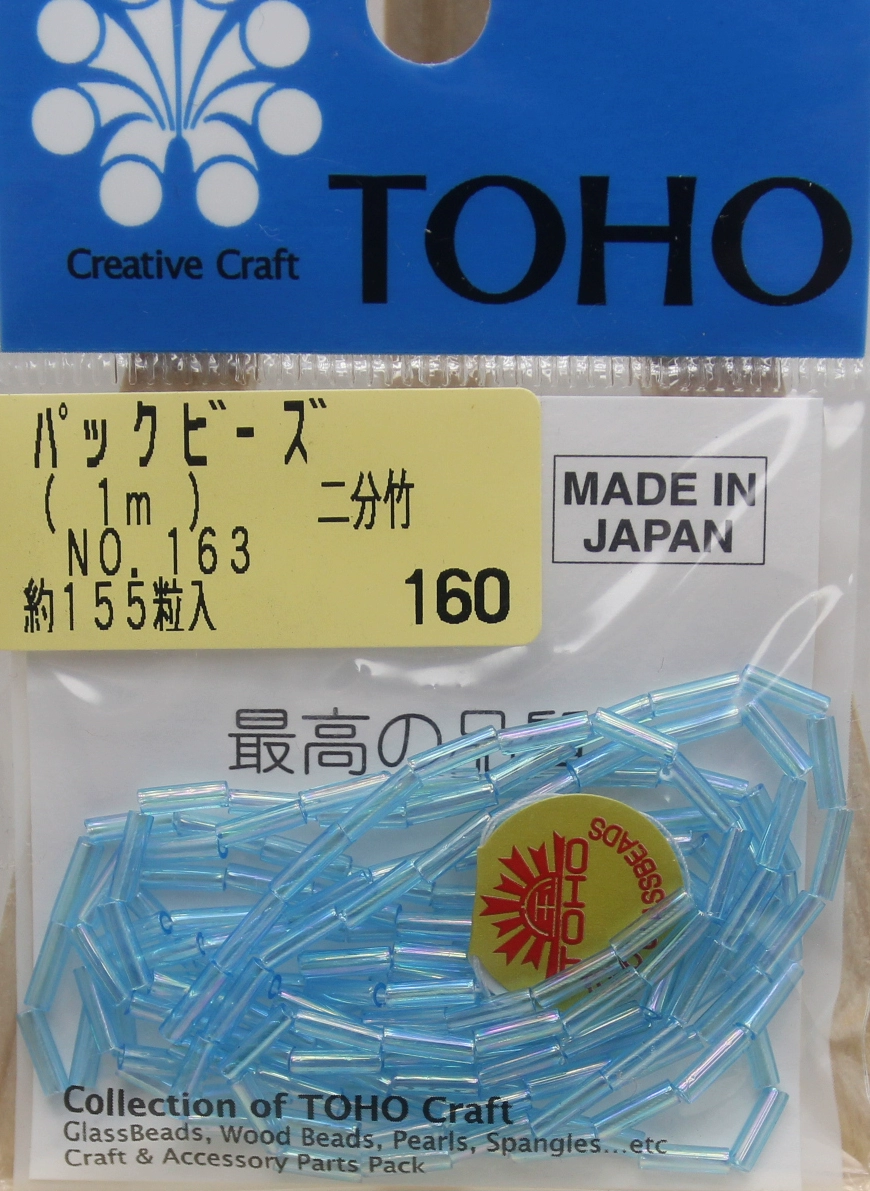 Creative Craft
TOHO
パックビーズ
( 1m ) 二分竹
NO. 163
約155粒入 160
MADE IN
JAPAN
最高の品質
TOHO
Collection of TOHO Craft
GlassBeads, Wood Beads, Pearls, Spangles...etc
Craft & Accessory Parts Pack